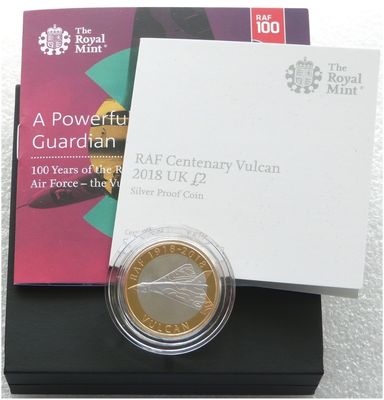 The
Royal
Mint®
RAF
100
A Powerful
Guardian
100 Years of the R
Air Force – the Vu
The
Royal
Mint®
RAF Centenary Vulcan
2018 UK £2
Silver Proof Coin
RAF 1918-2018
VULCAN